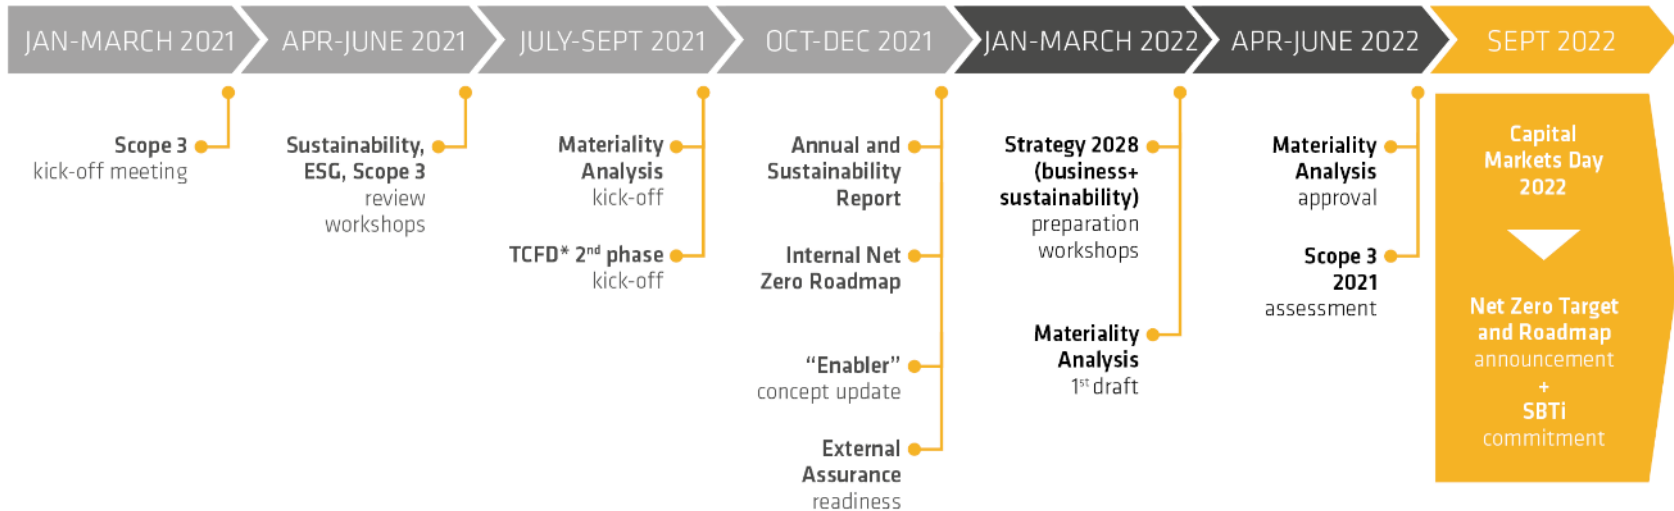 JAN-MARCH 2021
APR-JUNE 2021
JULY-SEPT 2021
OCT-DEC 2021
JAN-MARCH 2022
APR-JUNE 2022
SEPT 2022
Scope 3
kick-off meeting
Sustainability,
ESG, Scope 3
review
workshops
Materiality
Analysis
kick-off
TCFD* 2nd phase
kick-off
Annual and
Sustainability
Report
Internal Net
Zero Roadmap
“Enabler”
concept update
External
Assurance
readiness
Strategy 2028
(business+
sustainability)
preparation
workshops
Materiality
Analysis
1st draft
Materiality
Analysis
approval
Scope 3
2021
assessment
Capital
Markets Day
2022
Net Zero Target
and Roadmap
announcement
+
SBTi
commitment